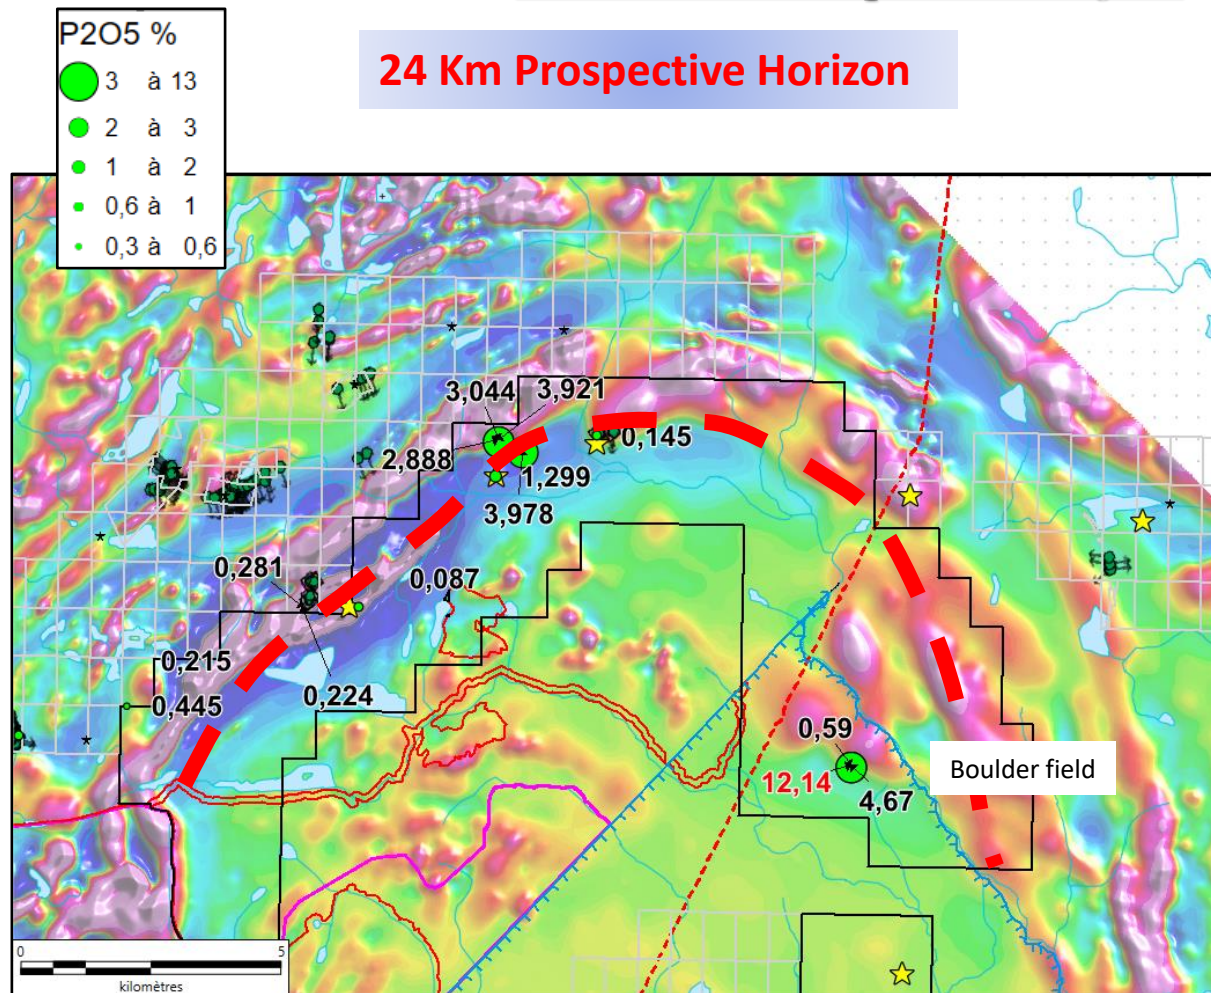 P2O5 %
3 à 13
2 à 3
1 à 2
0,6 à 1
0,3 à 0,6
24 Km Prospective Horizon
3,044
3,921
2,888
0,145
1,299
3,978
0,281
0,087
0,215
0,224
0,445
0,59
Boulder field
12,14
4,67
0
5
kilomètres